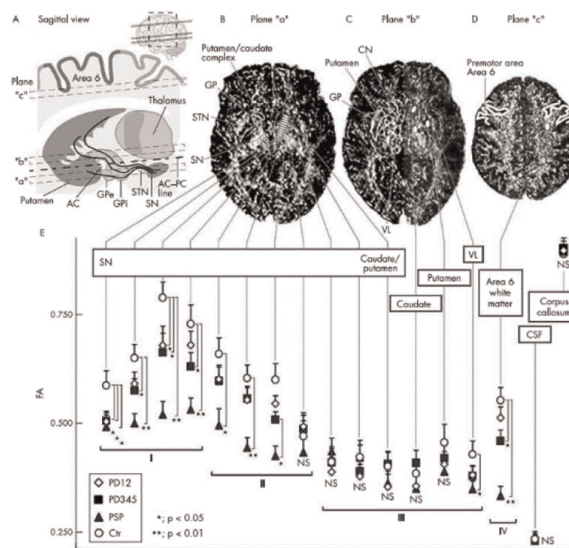 A Sagittal view
B Plane "a"
C Plane "b"
D Plane "c"
Area 6
Plane
"c"
Thalamus
"b"
"a"
Putamen
AC
GPe
GPi
STN
SN
AC-PC
line
Putamen/caudate
complex
GP
STN
SN
CN
Putamen
GP
VL
Premotor area
Area 6
E
SN
Caudate/
putamen
Caudate
Putamen
VL
Area 6
white
matter
Corpus
callosum
CSF
FA
0.750
0.500
0.250
NS
NS
NS
NS
NS
NS
NS
NS
I
II
III
IV
PD12
PD345
PSP
Ctr
*; p < 0.05
**; p < 0.01